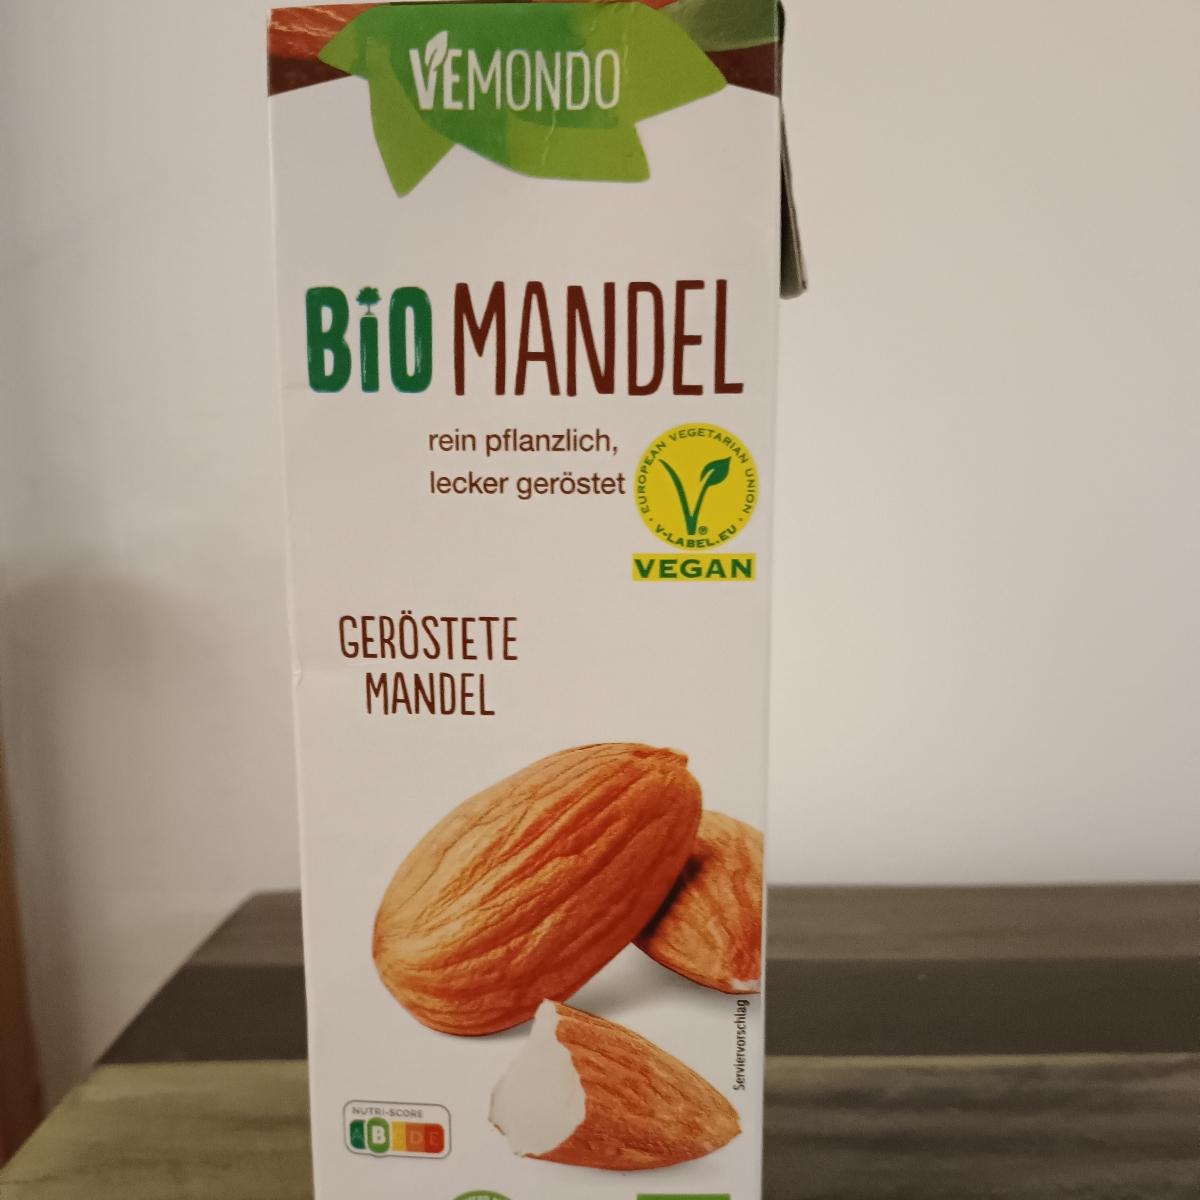 VEMONDO
BIO MANDEL
rein pflanzlich,
lecker geröstet
EUROPEAN VEGETARIAN UNION
V-LABEL.EU
VEGAN
GERÖSTETE
MANDEL
Serviervorschlag
NUTRI-SCORE
A B C D E